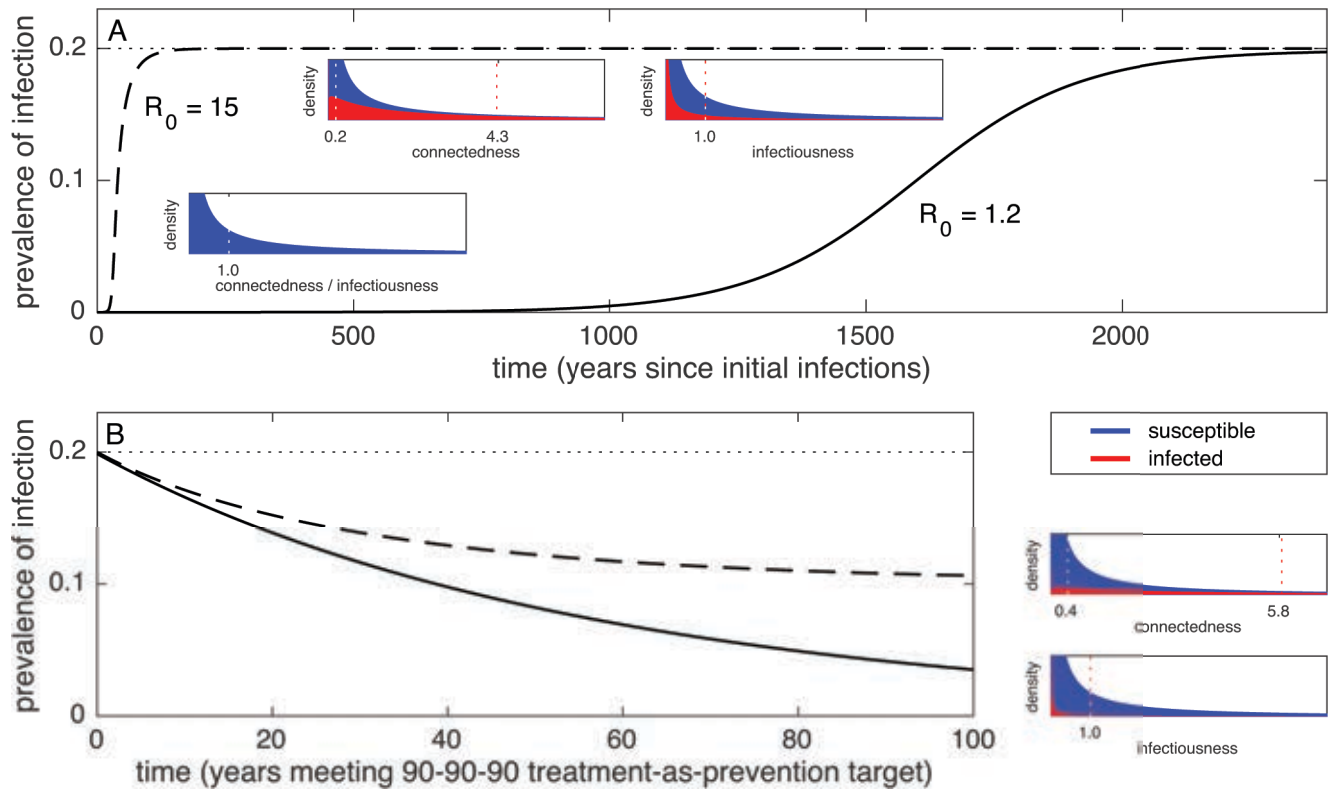 A
prevalence of infection
0.2
0.1
0
R0 = 15
density
0.2
4.3
connectedness
density
1.0
infectiousness
density
1.0
connectedness / infectiousness
R0 = 1.2
0
500
1000
1500
2000
time (years since initial infections)
B
prevalence of infection
0.2
0.1
0
0
20
40
60
80
100
time (years meeting 90-90-90 treatment-as-prevention target)
susceptible
infected
density
0.4
5.8
connectedness
density
1.0
infectiousness